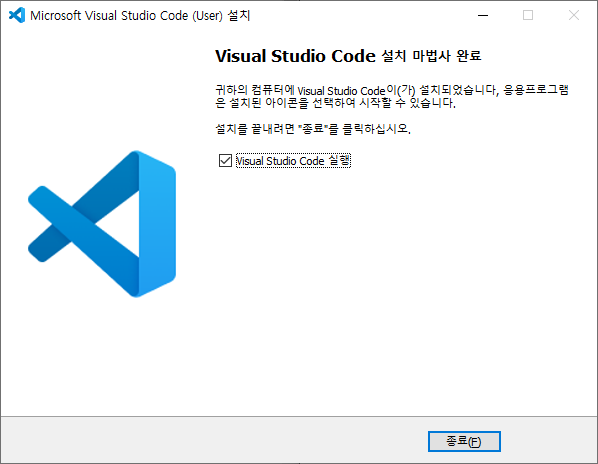 Microsoft Visual Studio Code (User) 설치
Visual Studio Code 설치 마법사 완료
귀하의 컴퓨터에 Visual Studio Code이(가) 설치되었습니다, 응용프로그램
은 설치된 아이콘을 선택하여 시작할 수 있습니다.
설치를 끝내려면 "종료"를 클릭하십시오.
Visual Studio Code 실행
종료(F)